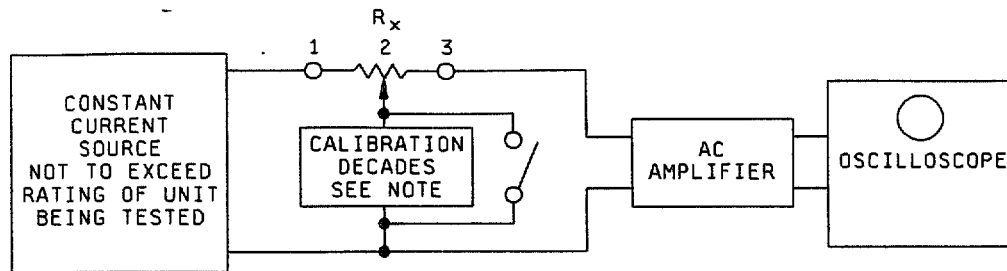 Rx
1 2 3
CONSTANT
CURRENT
SOURCE
NOT TO EXCEED
RATING OF UNIT
BEING TESTED
CALIBRATION
DECADES
SEE NOTE
AC
AMPLIFIER
OSCILLOSCOPE